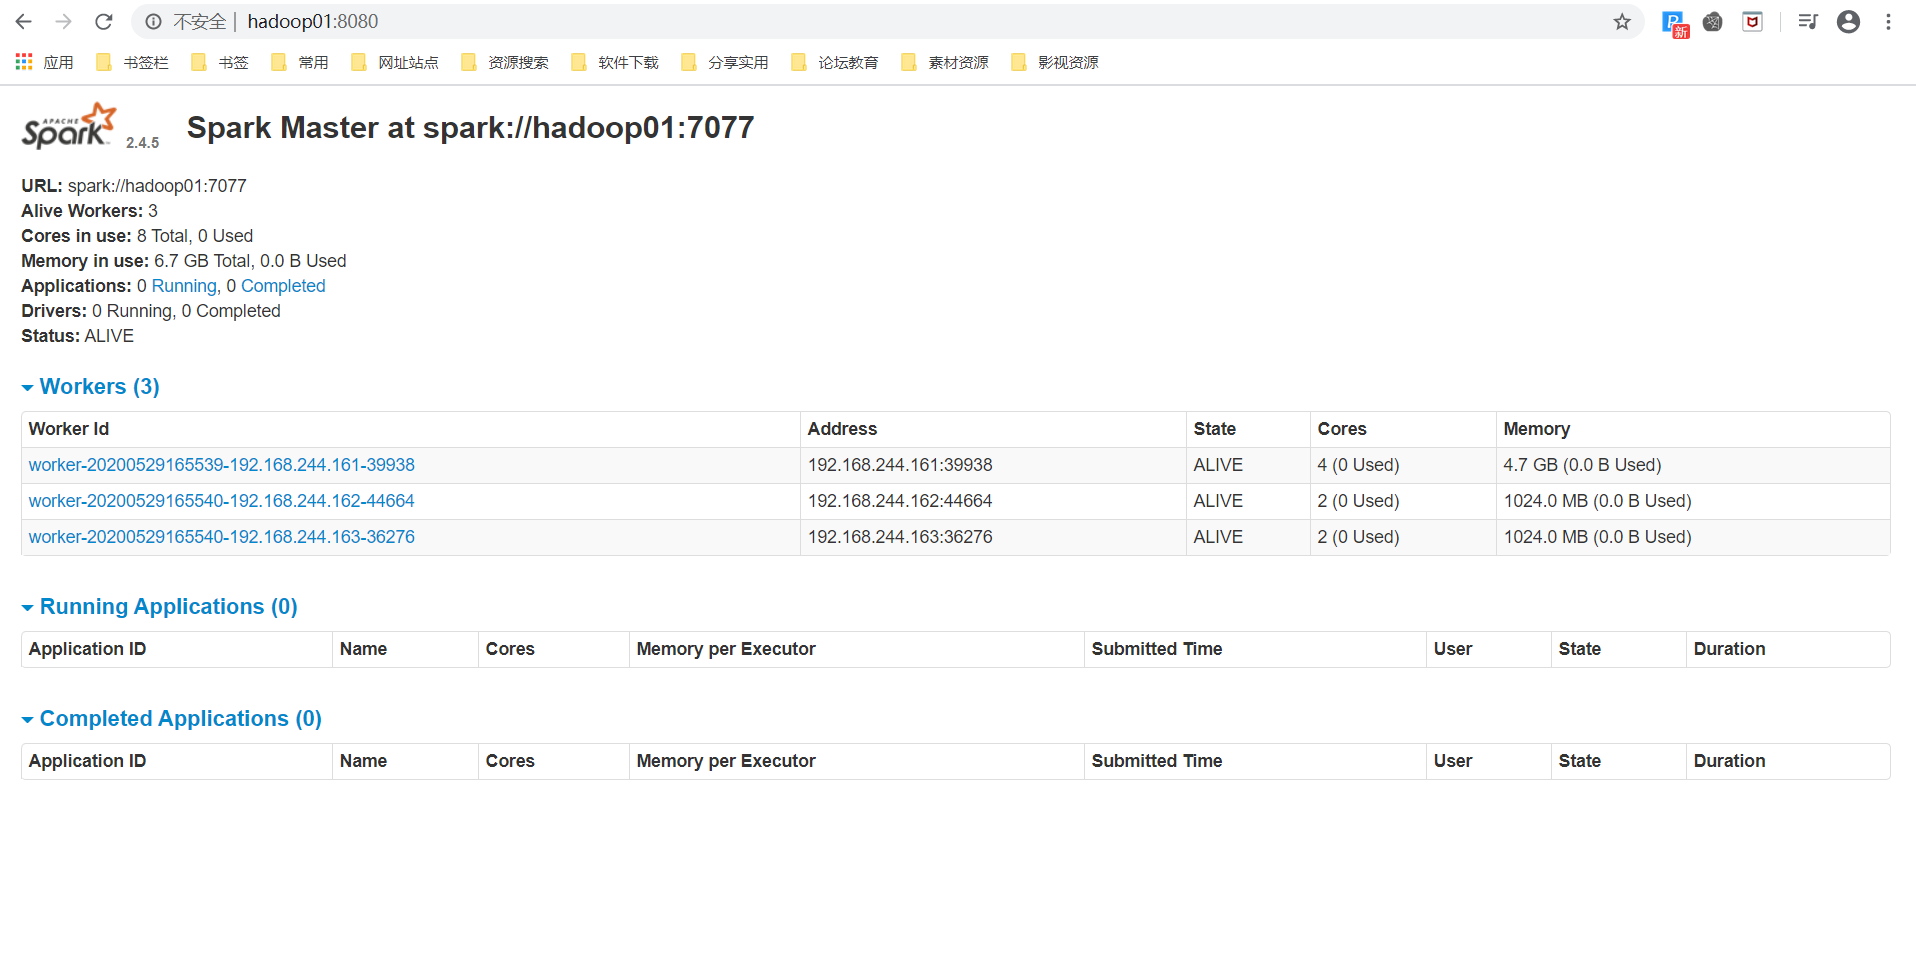 不安全 | hadoop01:8080
新
应用 书签栏 书签 常用 网址站点 资源搜索 软件下载 分享实用 论坛教育 素材资源 影视资源
APACHE
Spark 2.4.5 Spark Master at spark://hadoop01:7077
URL: spark://hadoop01:7077
Alive Workers: 3
Cores in use: 8 Total, 0 Used
Memory in use: 6.7 GB Total, 0.0 B Used
Applications: 0 Running, 0 Completed
Drivers: 0 Running, 0 Completed
Status: ALIVE
Workers (3)
Worker Id Address State Cores Memory
worker-20200529165539-192.168.244.161-39938 192.168.244.161:39938 ALIVE 4 (0 Used) 4.7 GB (0.0 B Used)
worker-20200529165540-192.168.244.162-44664 192.168.244.162:44664 ALIVE 2 (0 Used) 1024.0 MB (0.0 B Used)
worker-20200529165540-192.168.244.163-36276 192.168.244.163:36276 ALIVE 2 (0 Used) 1024.0 MB (0.0 B Used)
Running Applications (0)
Application ID Name Cores Memory per Executor Submitted Time User State Duration
Completed Applications (0)
Application ID Name Cores Memory per Executor Submitted Time User State Duration